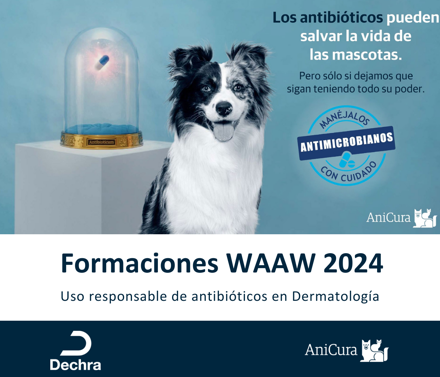 Los antibióticos pueden
salvar la vida de
las mascotas.
Pero sólo si dejamos que
sigan teniendo todo su poder.
MANÉJALOS
ANTIMICROBIANOS
CON CUIDADO
AniCura
Formaciones WAAW 2024
Uso responsable de antibióticos en Dermatología
Dechra
AniCura